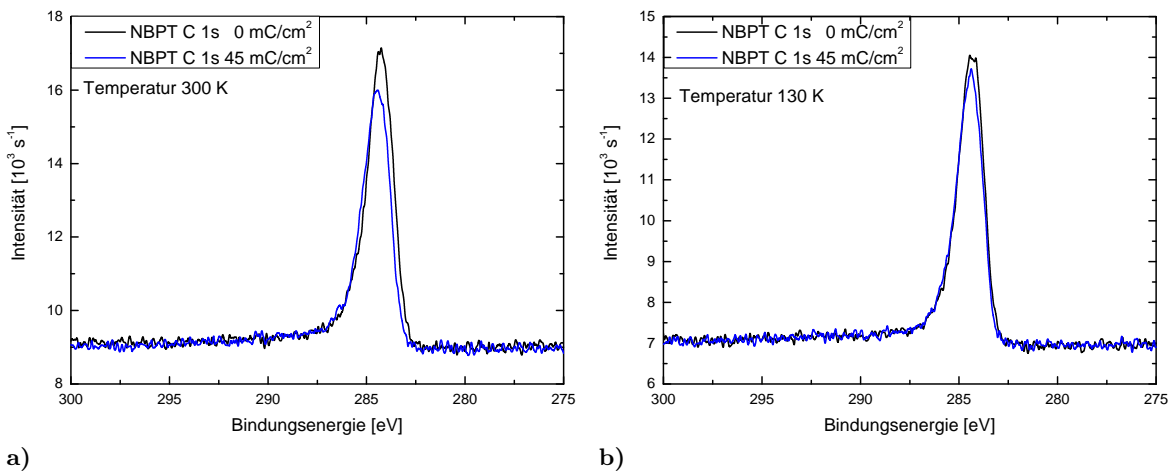 18
16
14
12
10
8
NBPT C 1s   0 mC/cm²
NBPT C 1s 45 mC/cm²
Temperatur 300 K
Intensität [10³ s⁻¹]
300 295 290 285 280 275
Bindungsenergie [eV]
a)
15
14
13
12
11
10
9
8
7
6
NBPT C 1s   0 mC/cm²
NBPT C 1s 45 mC/cm²
Temperatur 130 K
Intensität [10³ s⁻¹]
300 295 290 285 280 275
Bindungsenergie [eV]
b)